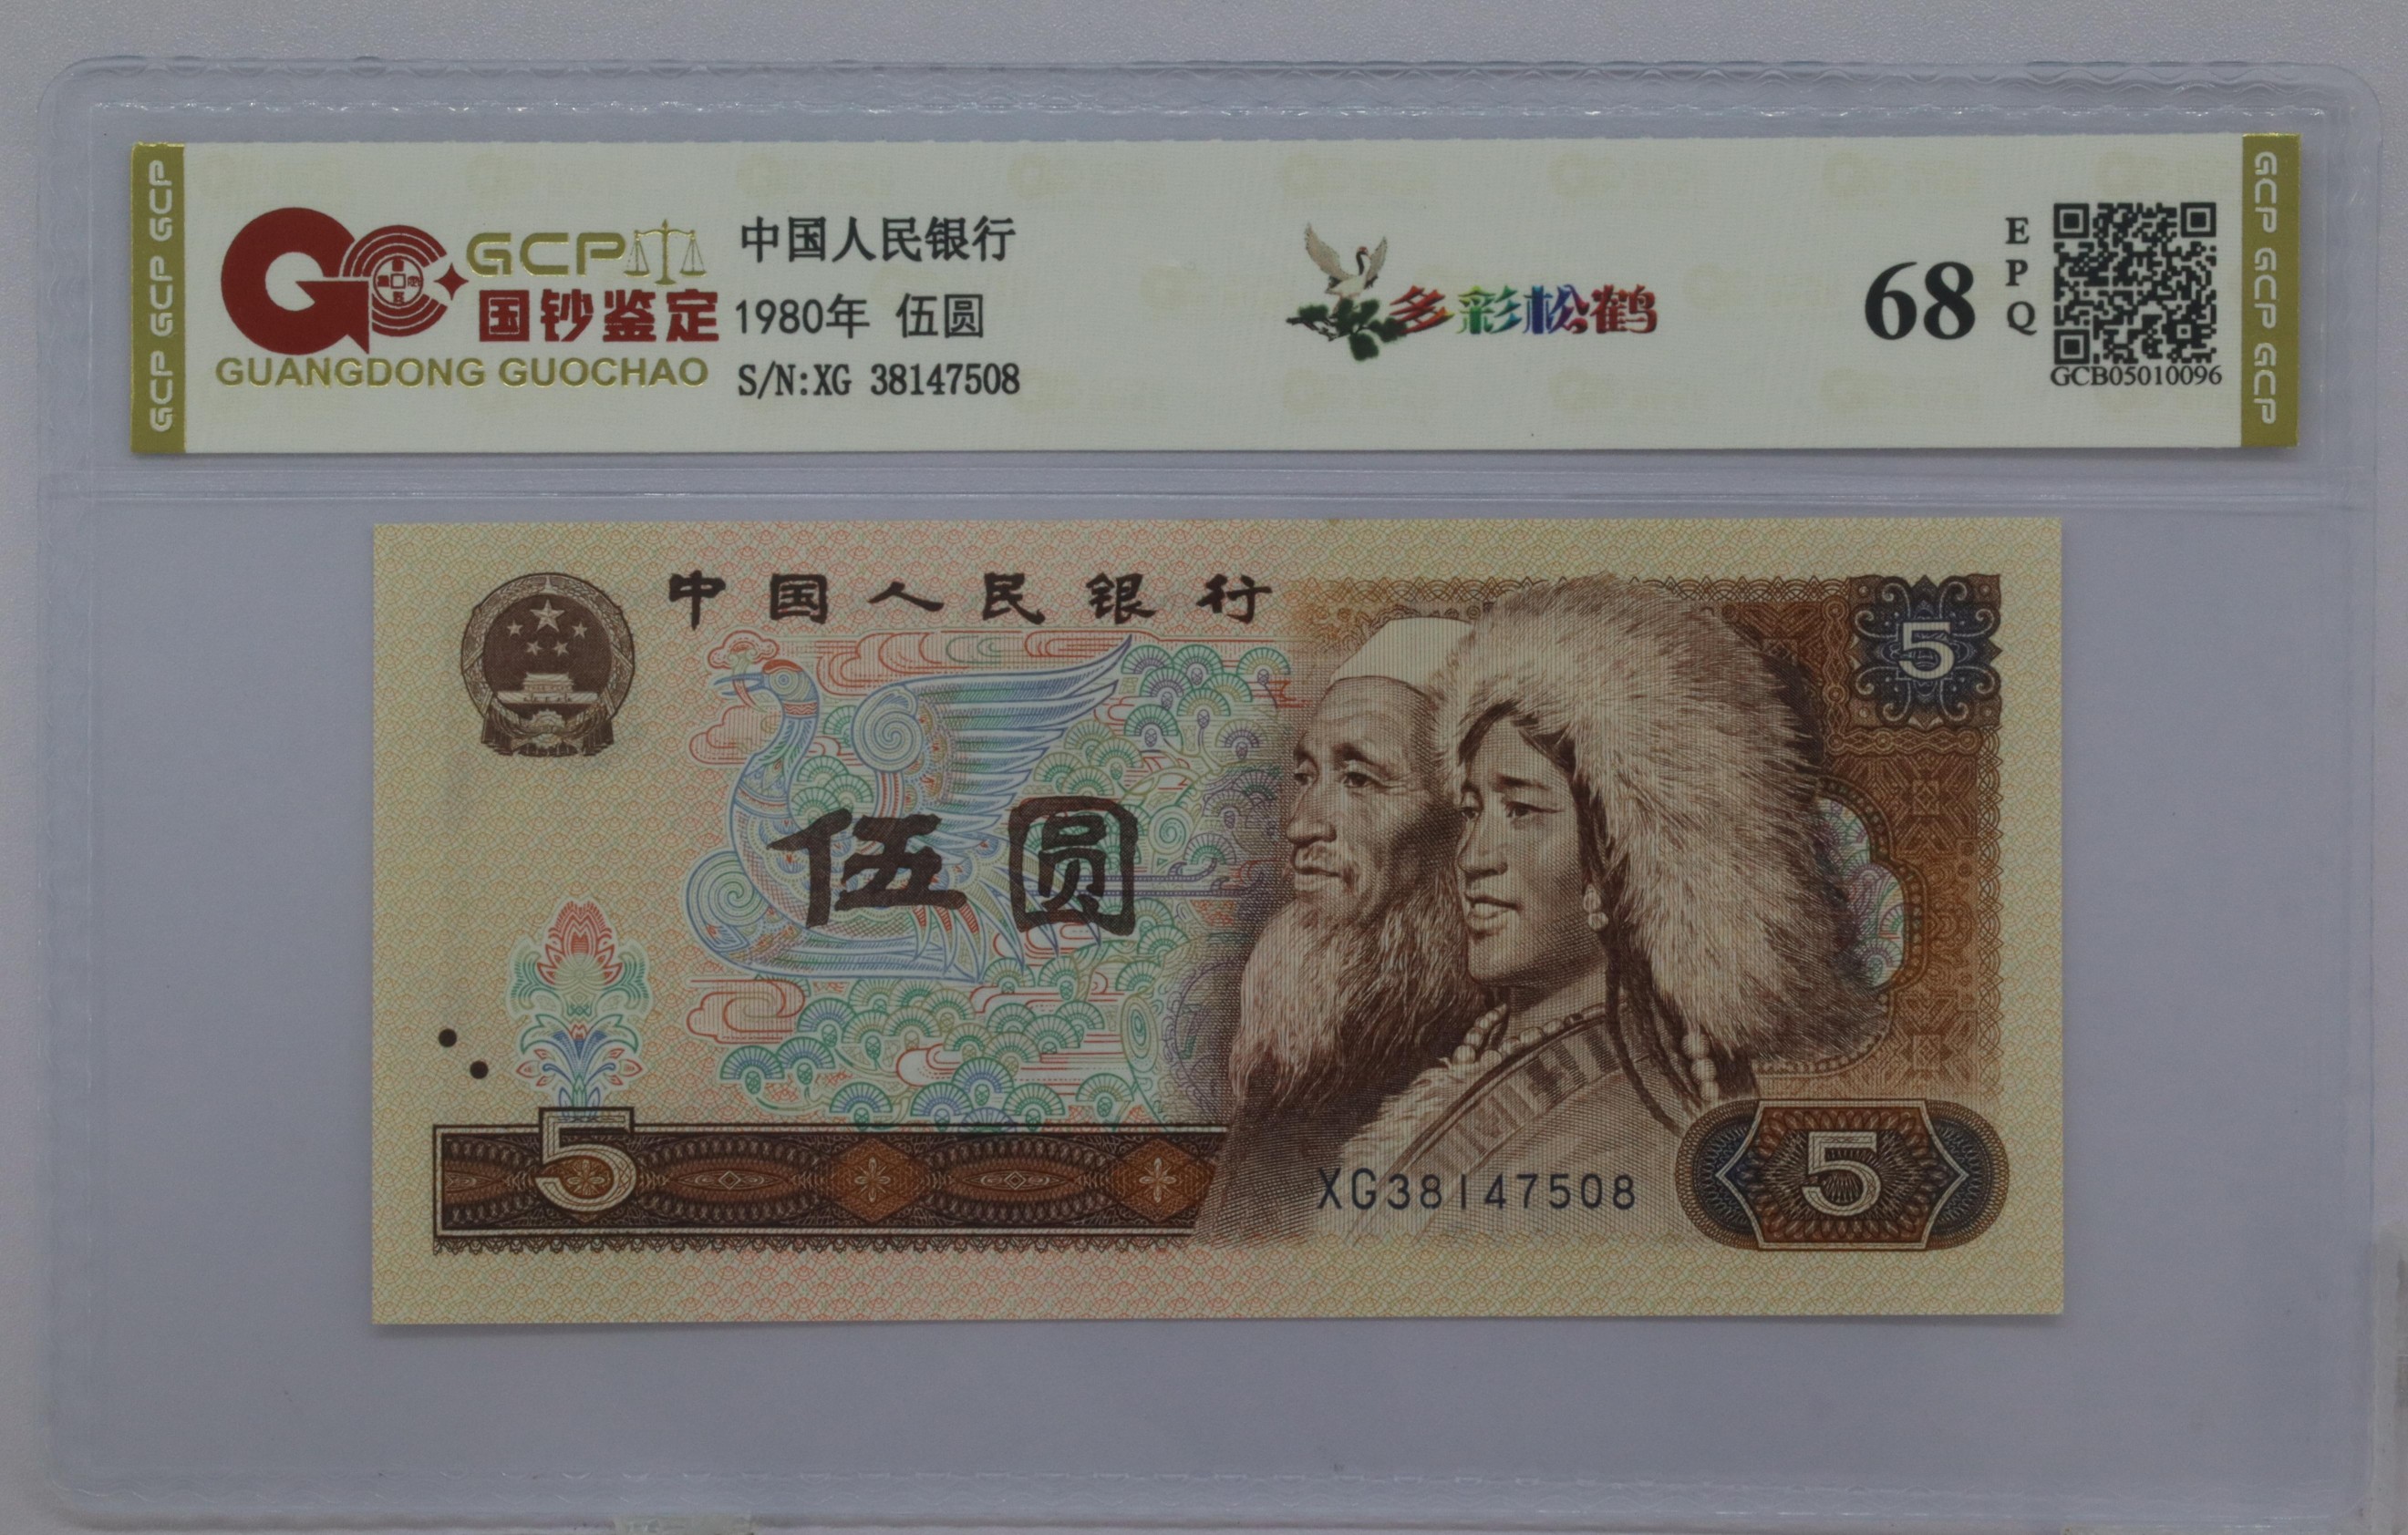 GCP GCP GCP
GCP
国钞鉴定
GUANGDONG GUOCHAO
中国人民银行
1980年 伍圆
S/N:XG 38147508
多彩松鹤
68
EPQ
GCB05010096
GCP GCP GCP
中国人民银行
5
伍圆
5
XG38147508
5